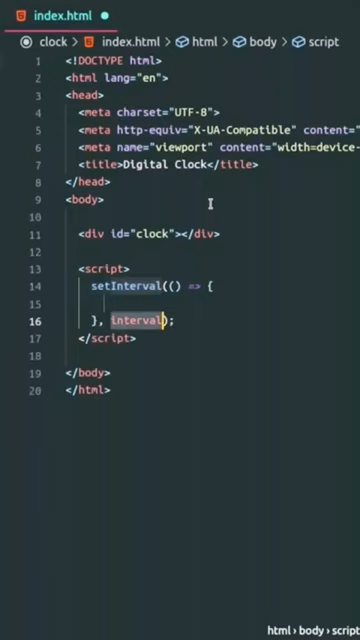 index.html
clock > index.html > html > body > script
1 <!DOCTYPE html>
2 <html lang="en">
3 <head>
4 <meta charset="UTF-8">
5 <meta http-equiv="X-UA-Compatible" content="
6 <meta name="viewport" content="width=device-
7 <title>Digital Clock</title>
8 </head>
9 <body>
10
11 <div id="clock"></div>
12
13 <script>
14 setInterval(() => {
15
16 }, interval);
17 </script>
18
19 </body>
20 </html>
html > body > script